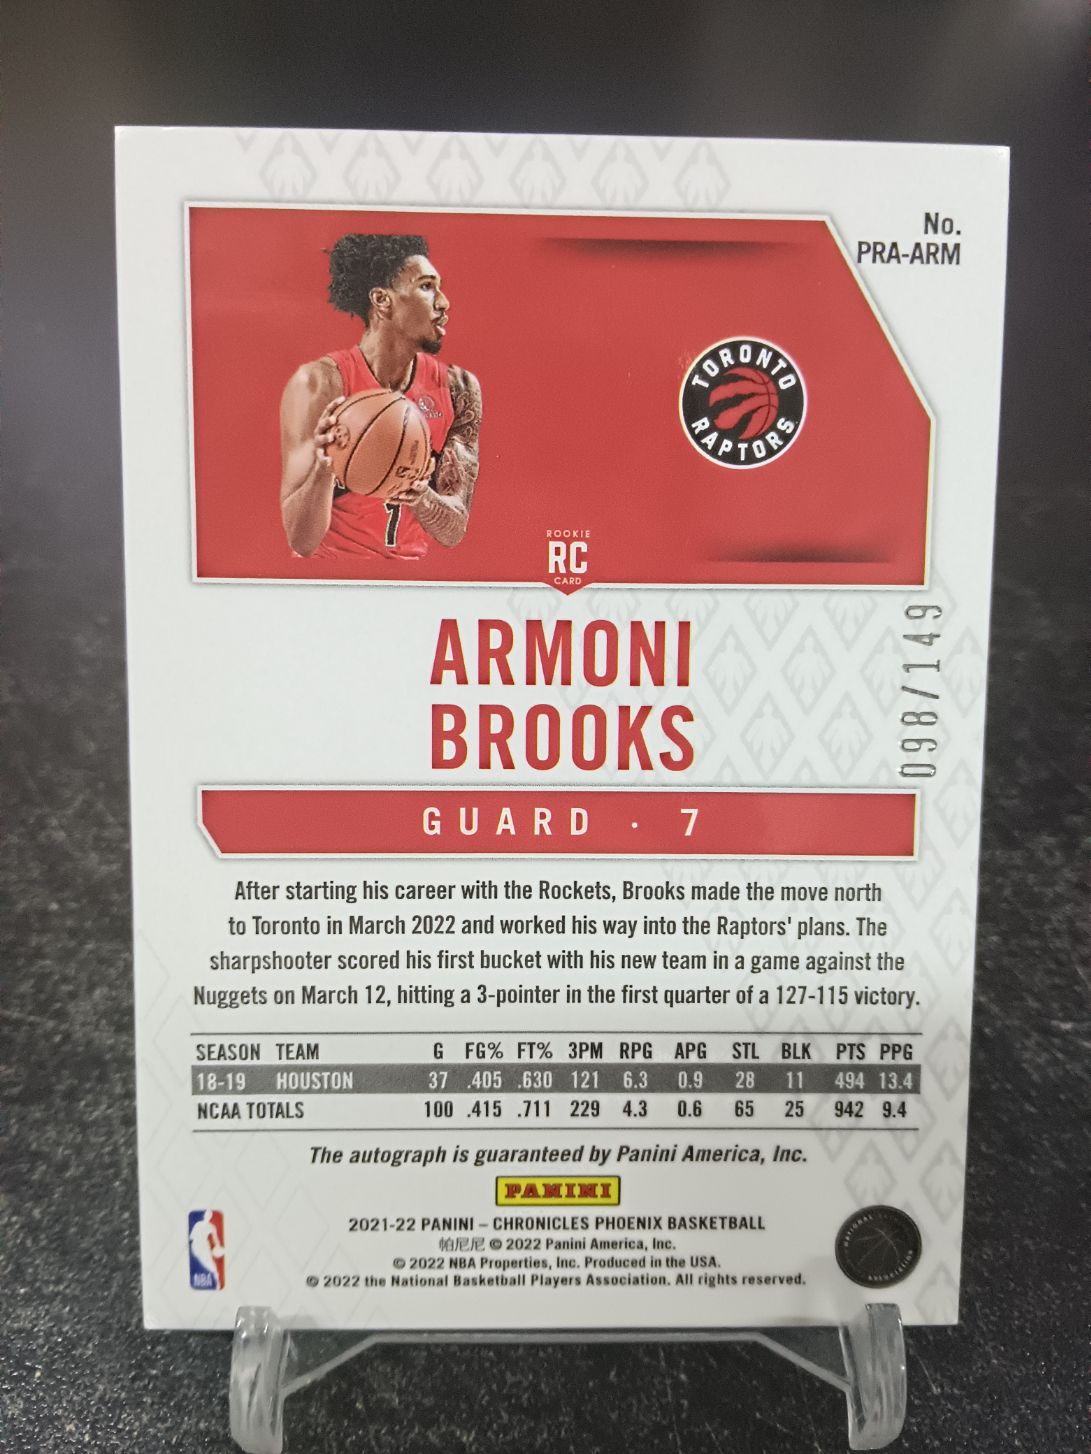 No.
PRA-ARM
TORONTO
RAPTORS
7
ROOKIE
RC
CARD
ARMONI
BROOKS
098/149
GUARD · 7
After starting his career with the Rockets, Brooks made the move north
to Toronto in March 2022 and worked his way into the Raptors' plans. The
sharpshooter scored his first bucket with his new team in a game against the
Nuggets on March 12, hitting a 3-pointer in the first quarter of a 127-115 victory.
SEASON TEAM G FG% FT% 3PM RPG APG STL BLK PTS PPG
18-19 HOUSTON 37 .405 .630 121 6.3 0.9 28 11 494 13.4
NCAA TOTALS 100 .415 .711 229 4.3 0.6 65 25 942 9.4
The autograph is guaranteed by Panini America, Inc.
PANINI
2021-22 PANINI – CHRONICLES PHOENIX BASKETBALL
帕尼尼 © 2022 Panini America, Inc.
© 2022 NBA Properties, Inc. Produced in the USA.
© 2022 the National Basketball Players Association. All rights reserved.
NBA